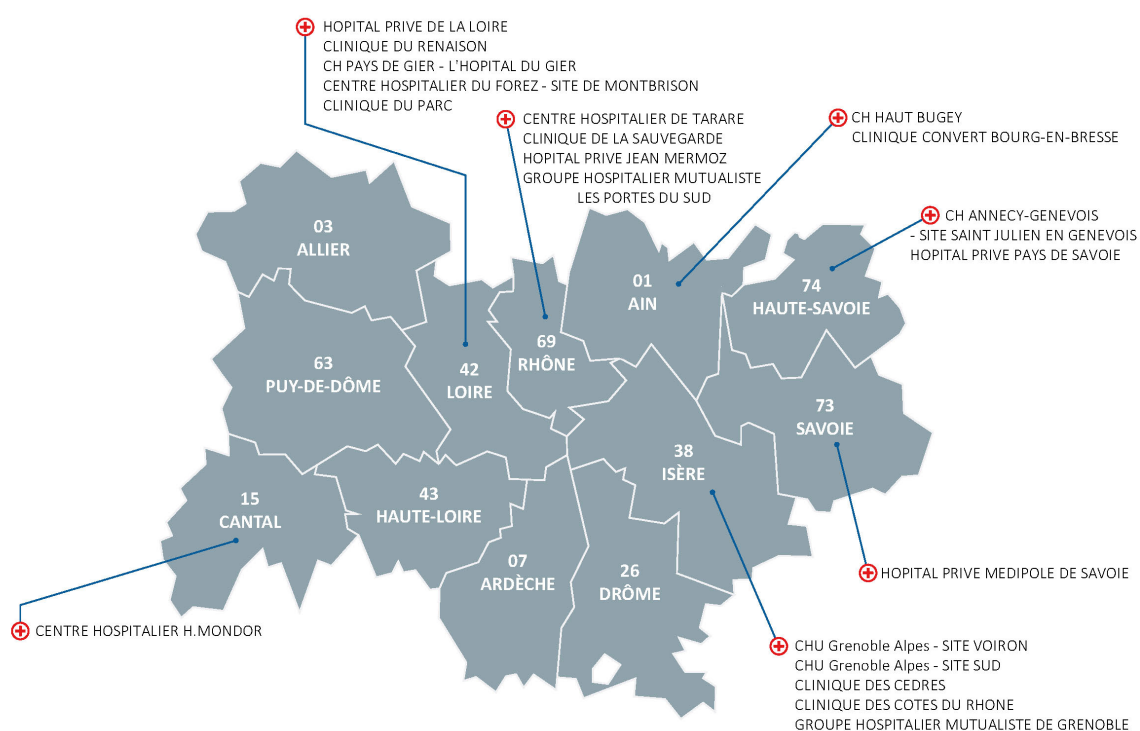 HOPITAL PRIVE DE LA LOIRE
CLINIQUE DU RENAISON
CH PAYS DE GIER - L'HOPITAL DU GIER
CENTRE HOSPITALIER DU FOREZ - SITE DE MONTBRISON
CLINIQUE DU PARC
CENTRE HOSPITALIER DE TARARE
CLINIQUE DE LA SAUVEGARDE
HOPITAL PRIVE JEAN MERMOZ
GROUPE HOSPITALIER MUTUALISTE
LES PORTES DU SUD
CH HAUT BUGEY
CLINIQUE CONVERT BOURG-EN-BRESSE
CH ANNECY-GENEVOIS
- SITE SAINT JULIEN EN GENEVOIS
HOPITAL PRIVE PAYS DE SAVOIE
03
ALLIER
01
AIN
74
HAUTE-SAVOIE
63
PUY-DE-DÔME
42
LOIRE
69
RHÔNE
73
SAVOIE
38
ISÈRE
15
CANTAL
43
HAUTE-LOIRE
07
ARDÈCHE
26
DRÔME
HOPITAL PRIVE MEDIPOLE DE SAVOIE
CENTRE HOSPITALIER H.MONDOR
CHU Grenoble Alpes - SITE VOIRON
CHU Grenoble Alpes - SITE SUD
CLINIQUE DES CEDRES
CLINIQUE DES COTES DU RHONE
GROUPE HOSPITALIER MUTUALISTE DE GRENOBLE